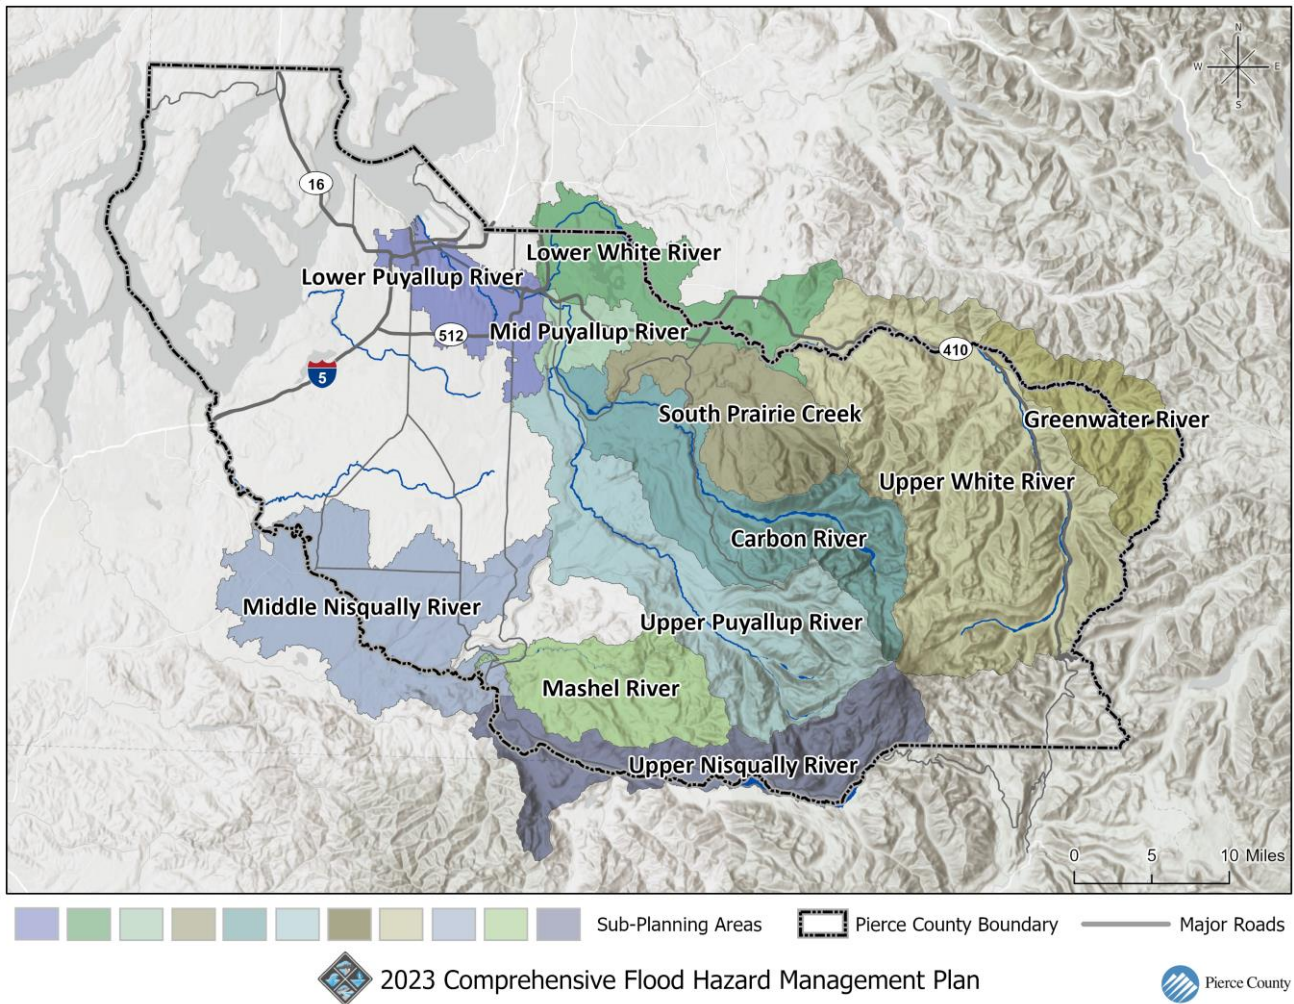 N
W E
S
16
Lower White River
Lower Puyallup River
512
Mid Puyallup River
410
5
South Prairie Creek
Greenwater River
Upper White River
Carbon River
Middle Nisqually River
Upper Puyallup River
Mashel River
Upper Nisqually River
0 5 10 Miles
Sub-Planning Areas
Pierce County Boundary
Major Roads
2023 Comprehensive Flood Hazard Management Plan
Pierce County